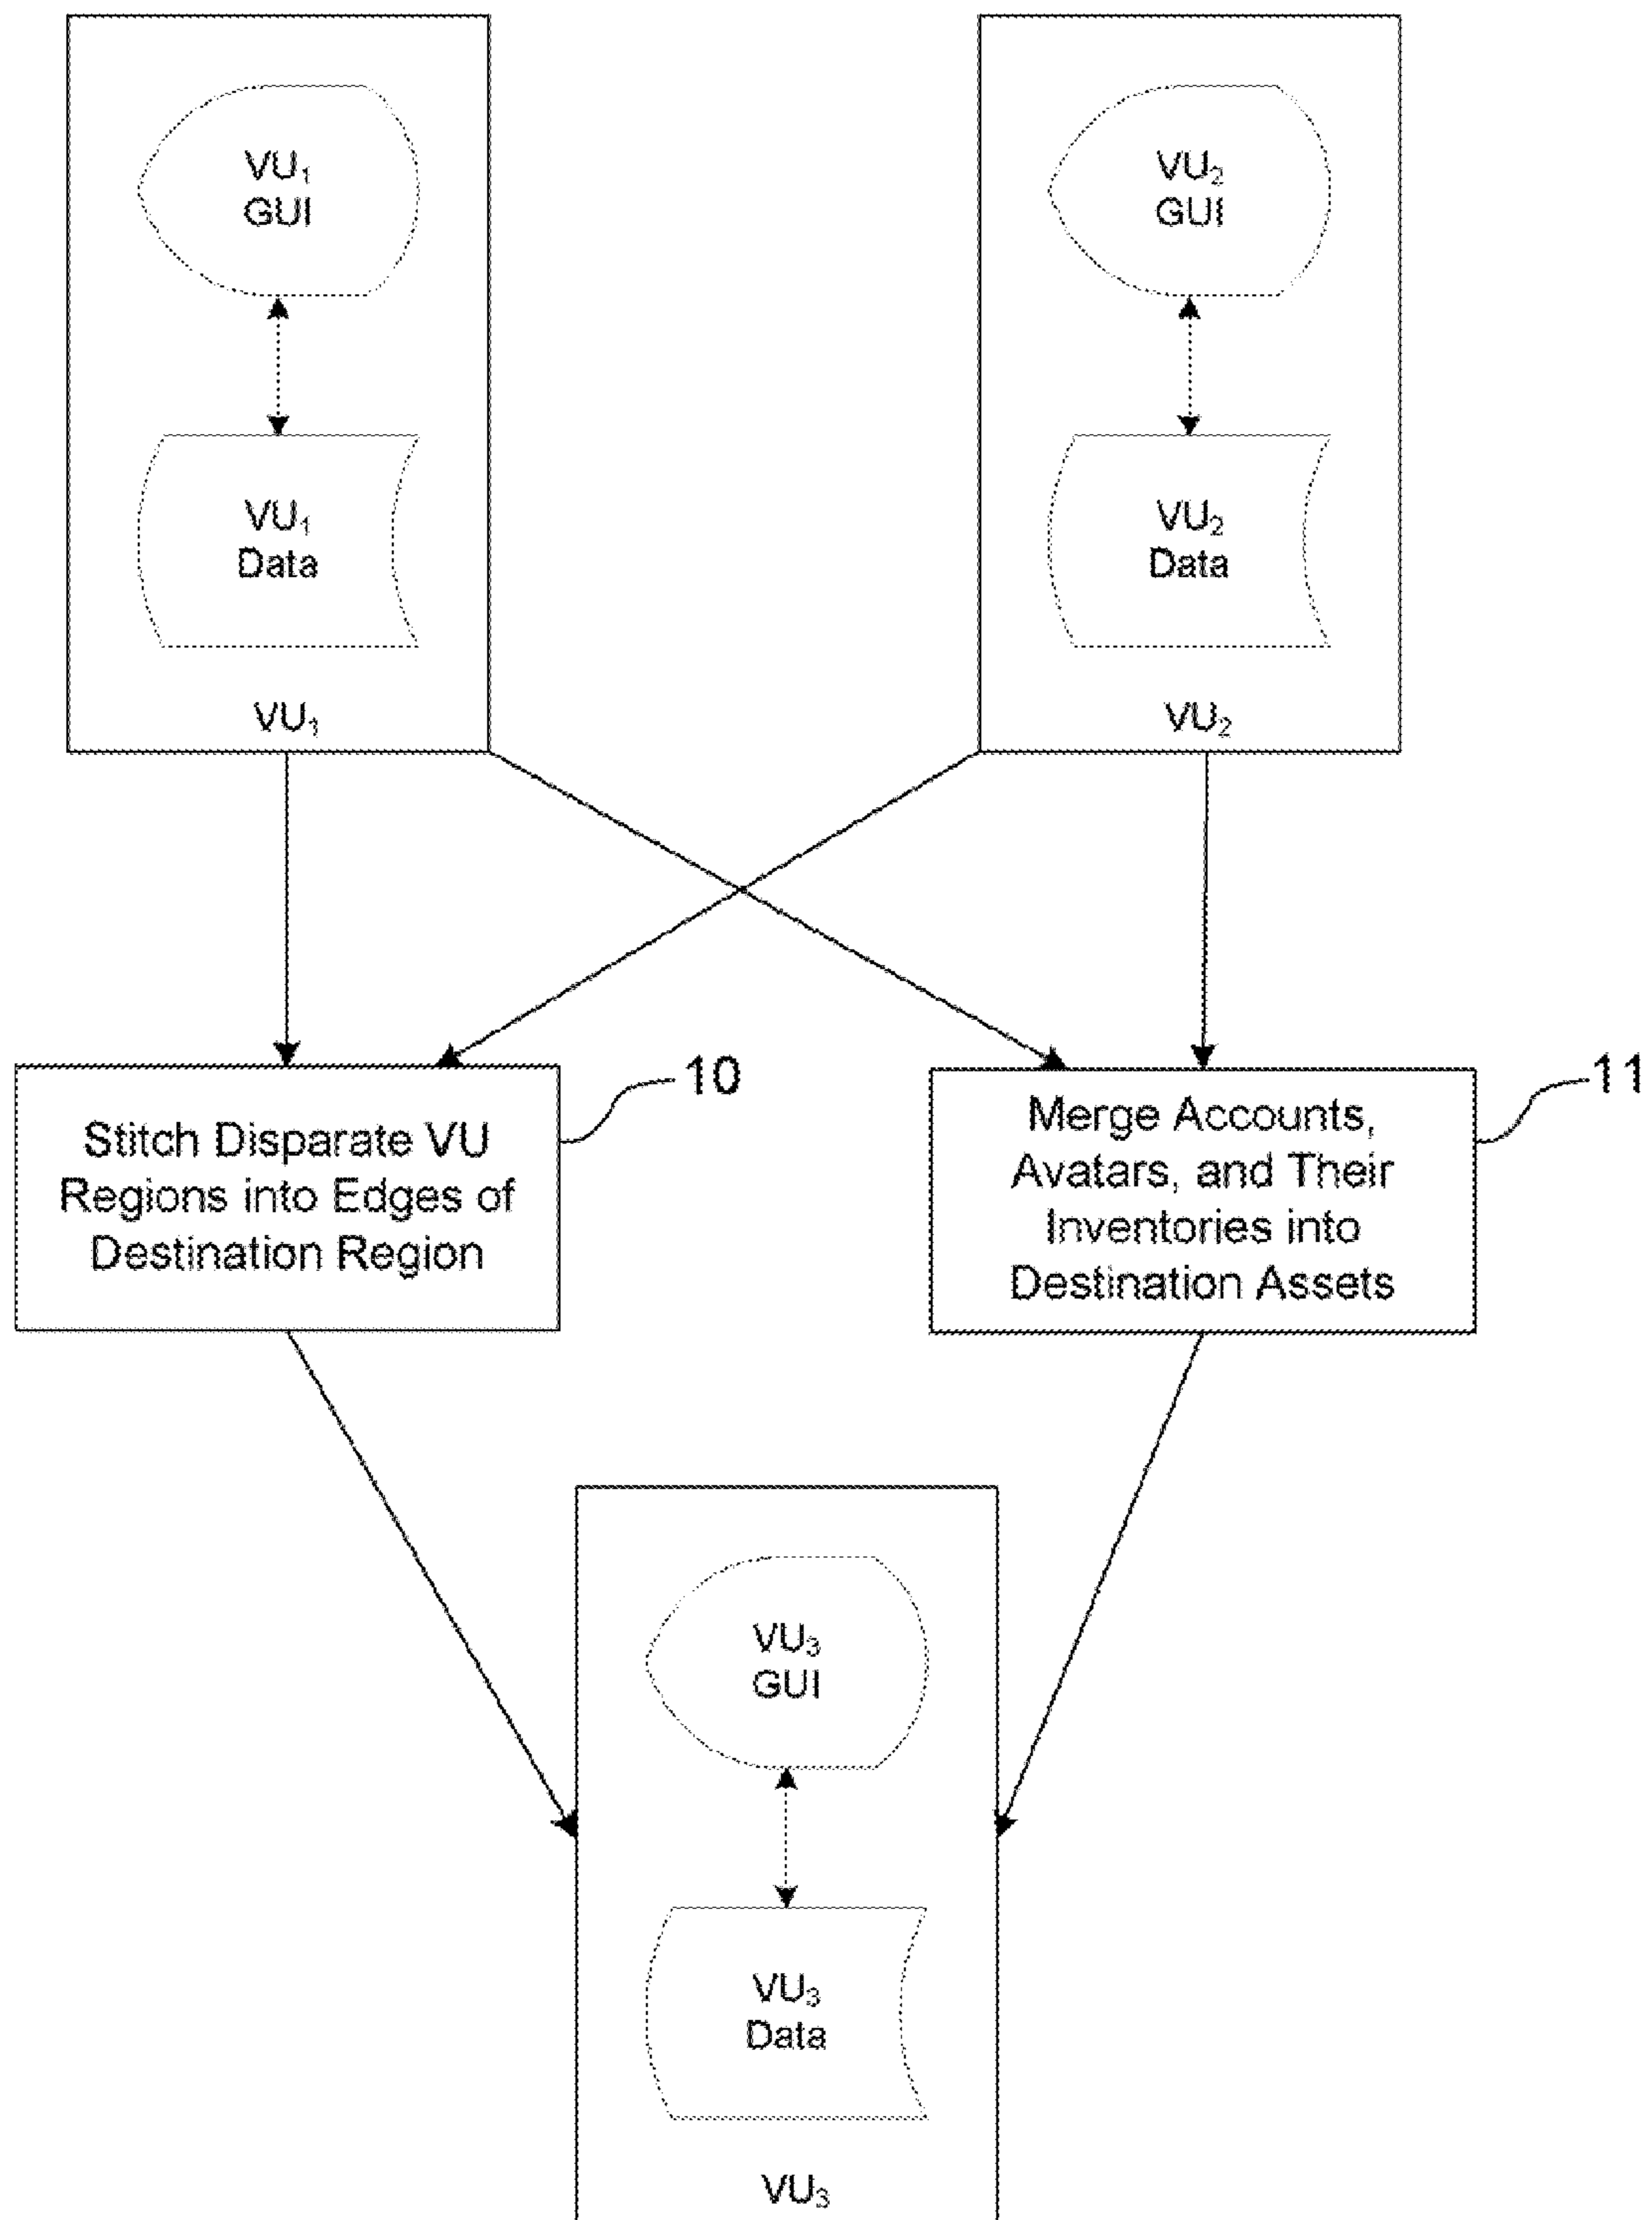 VU₁
GUI
VU₂
GUI
VU₁
Data
VU₂
Data
VU₁
VU₂
10
11
Stitch Disparate VU
Regions into Edges of
Destination Region
Merge Accounts,
Avatars, and Their
Inventories into
Destination Assets
VU₃
GUI
VU₃
Data
VU₃